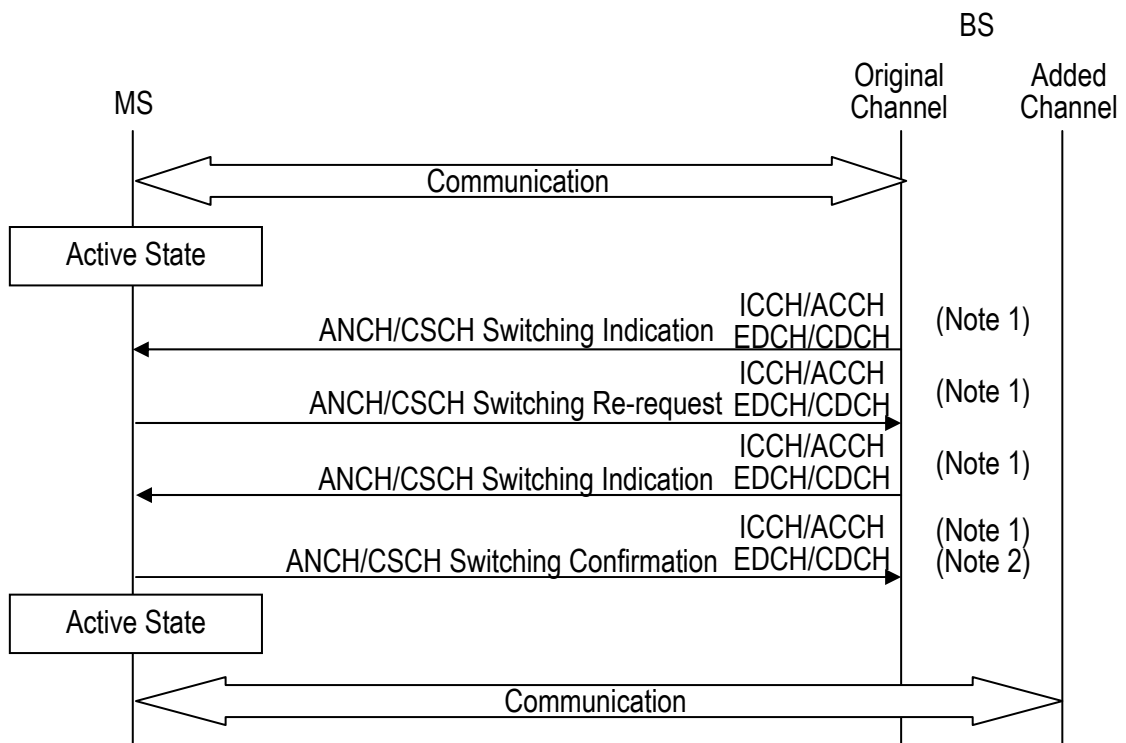 BS
MS
Original
Channel
Added
Channel
Communication
Active State
ANCH/CSCH Switching Indication
ICCH/ACCH
EDCH/CDCH
(Note 1)
ANCH/CSCH Switching Re-request
ICCH/ACCH
EDCH/CDCH
(Note 1)
ANCH/CSCH Switching Indication
ICCH/ACCH
EDCH/CDCH
(Note 1)
ANCH/CSCH Switching Confirmation
ICCH/ACCH
EDCH/CDCH
(Note 1)
(Note 2)
Active State
Communication